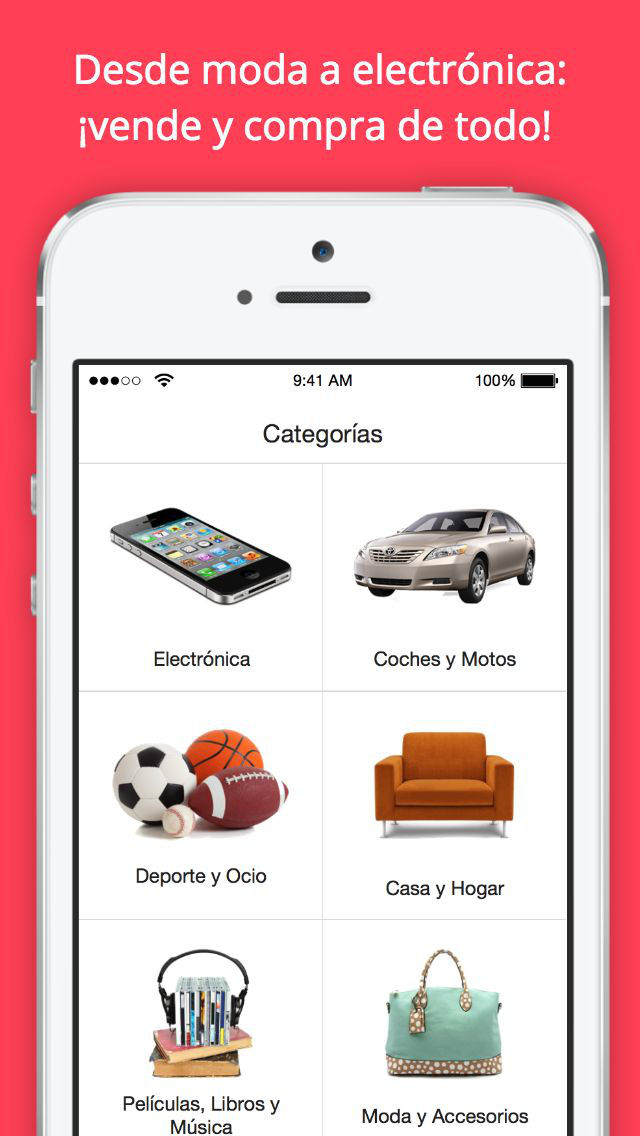 Desde moda a electrónica:
¡vende y compra de todo!
9:41 AM
100%
Categorías
Electrónica
Coches y Motos
Deporte y Ocio
Casa y Hogar
Películas, Libros y
Música
Moda y Accesorios